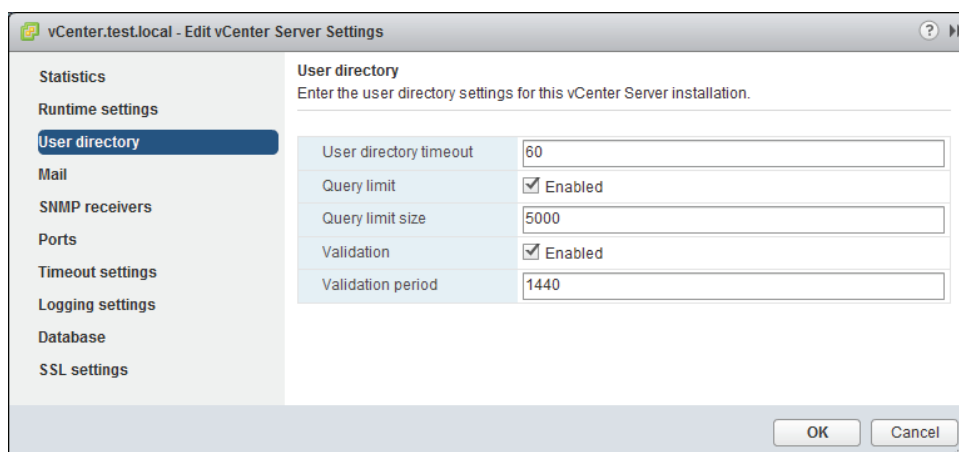 vCenter.test.local - Edit vCenter Server Settings
?
Statistics
Runtime settings
User directory
Mail
SNMP receivers
Ports
Timeout settings
Logging settings
Database
SSL settings
User directory
Enter the user directory settings for this vCenter Server installation.
User directory timeout 60
Query limit Enabled
Query limit size 5000
Validation Enabled
Validation period 1440
OK Cancel